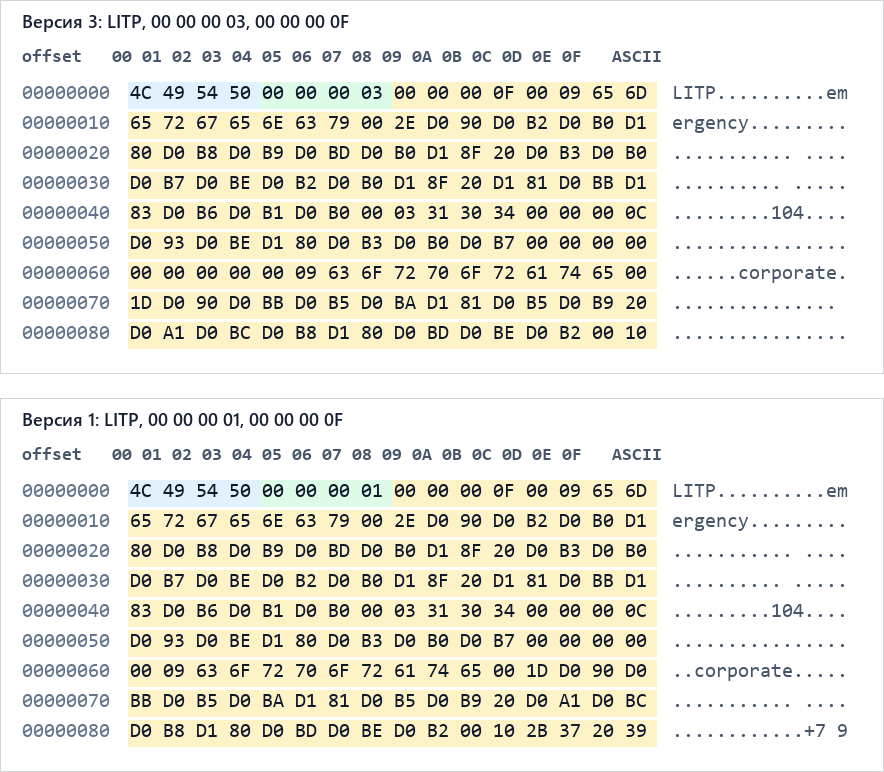 Версия 3: LITP, 00 00 00 03, 00 00 00 0F
offset 00 01 02 03 04 05 06 07 08 09 0A 0B 0C 0D 0E 0F ASCII
00000000 4C 49 54 50 00 00 00 03 00 00 00 0F 00 09 65 6D LITP..........em
00000010 65 72 67 65 6E 63 79 00 2E D0 90 D0 B2 D0 B0 D1 ergency.........
00000020 80 D0 B8 D0 B9 D0 BD D0 B0 D1 8F 20 D0 B3 D0 B0 ........... ....
00000030 D0 B7 D0 BE D0 B2 D0 B0 D1 8F 20 D1 81 D0 BB D1 .......... .....
00000040 83 D0 B6 D0 B1 D0 B0 00 03 31 30 34 00 00 00 0C .........104....
00000050 D0 93 D0 BE D1 80 D0 B3 D0 B0 D0 B7 00 00 00 00 ................
00000060 00 00 00 00 00 09 63 6F 72 70 6F 72 61 74 65 00 ......corporate.
00000070 1D D0 90 D0 BB D0 B5 D0 BA D1 81 D0 B5 D0 B9 20 ...............
00000080 D0 A1 D0 BC D0 B8 D1 80 D0 BD D0 BE D0 B2 00 10 ................
Версия 1: LITP, 00 00 00 01, 00 00 00 0F
offset 00 01 02 03 04 05 06 07 08 09 0A 0B 0C 0D 0E 0F ASCII
00000000 4C 49 54 50 00 00 00 01 00 00 00 0F 00 09 65 6D LITP..........em
00000010 65 72 67 65 6E 63 79 00 2E D0 90 D0 B2 D0 B0 D1 ergency.........
00000020 80 D0 B8 D0 B9 D0 BD D0 B0 D1 8F 20 D0 B3 D0 B0 ........... ....
00000030 D0 B7 D0 BE D0 B2 D0 B0 D1 8F 20 D1 81 D0 BB D1 .......... .....
00000040 83 D0 B6 D0 B1 D0 B0 00 03 31 30 34 00 00 00 0C .........104....
00000050 D0 93 D0 BE D1 80 D0 B3 D0 B0 D0 B7 00 00 00 00 ................
00000060 00 09 63 6F 72 70 6F 72 61 74 65 00 1D D0 90 D0 ..corporate.....
00000070 BB D0 B5 D0 BA D1 81 D0 B5 D0 B9 20 D0 A1 D0 BC ........... ....
00000080 D0 B8 D1 80 D0 BD D0 BE D0 B2 00 10 2B 37 20 39 ............+7 9